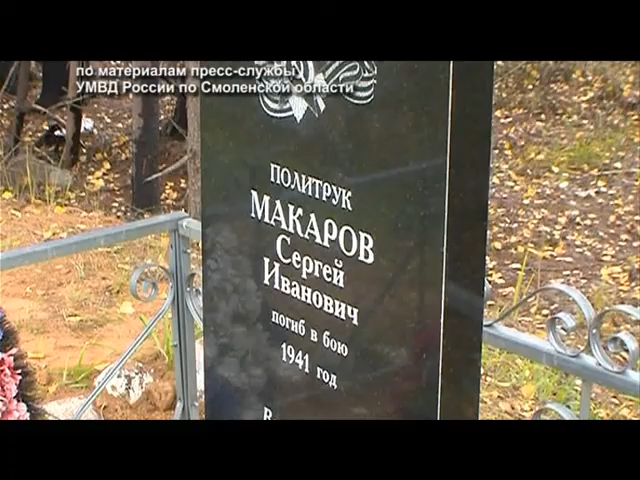 по материалам пресс-службы
УМВД России по Смоленской области
ПОЛИТРУК
МАКАРОВ
Сергей
Иванович
погиб в бою
1941 год